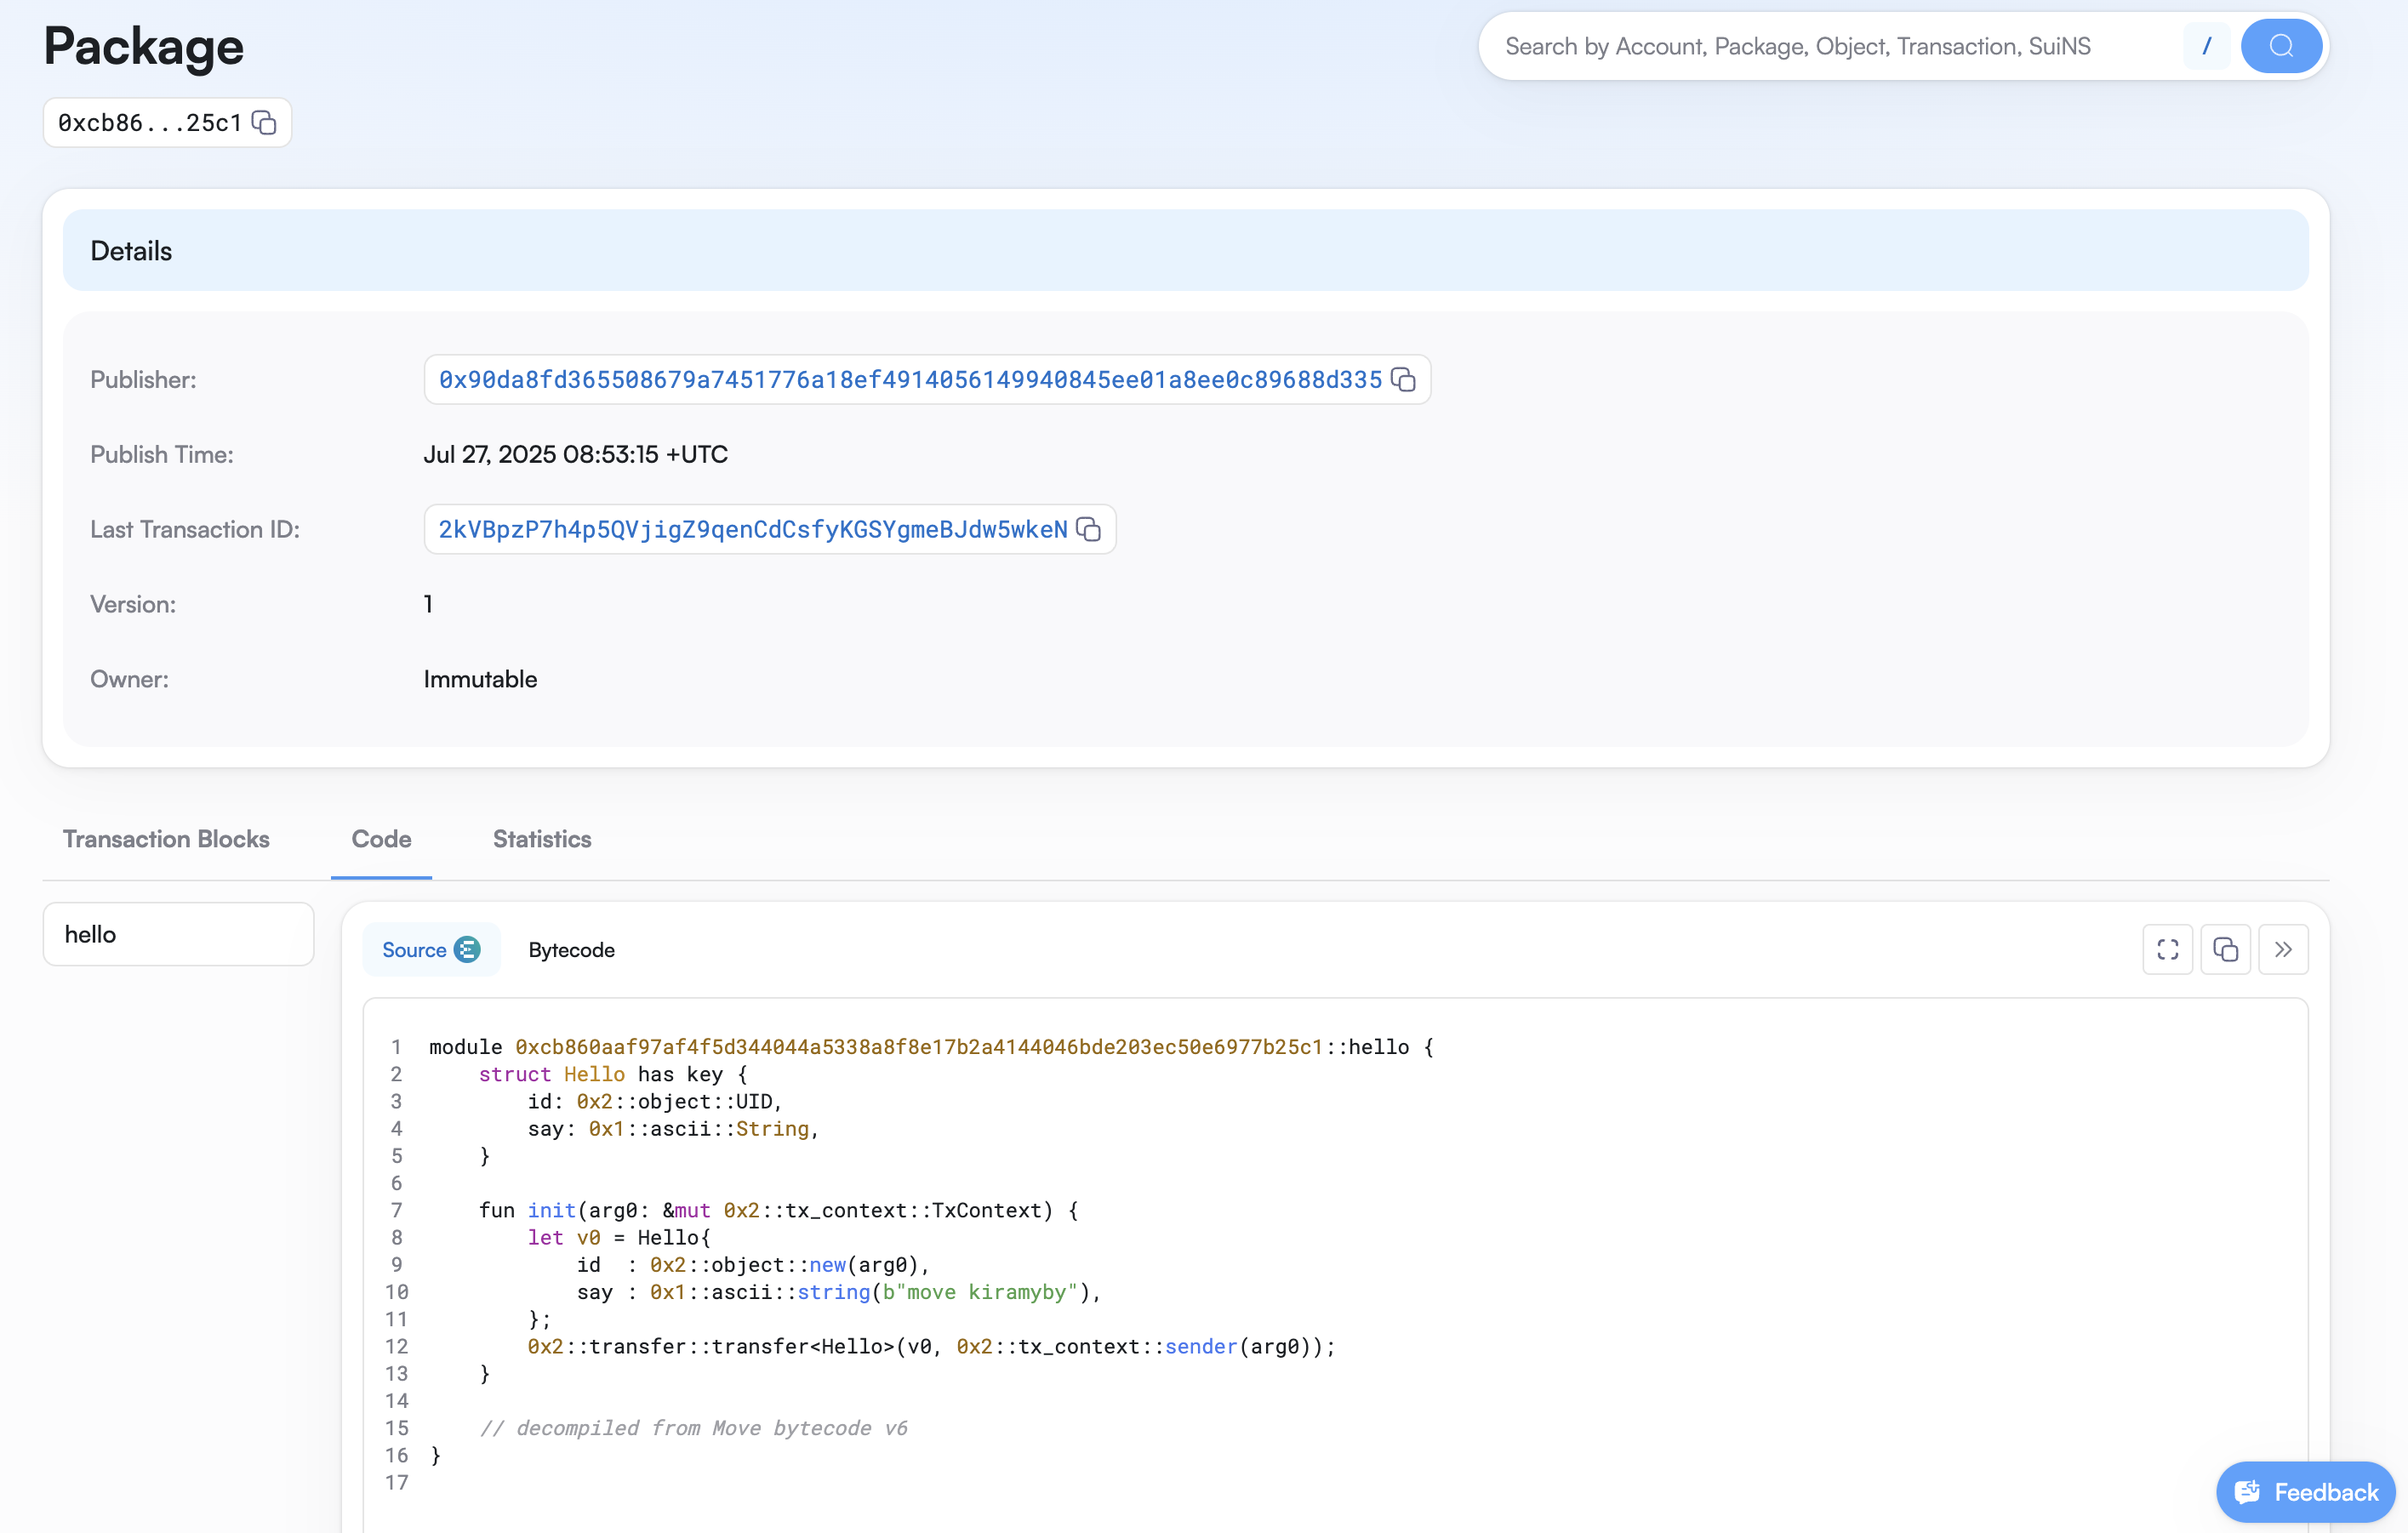 Package
Search by Account, Package, Object, Transaction, SuiNS
/
0xcb86...25c1
Details
Publisher:
0x90da8fd365508679a7451776a18ef4914056149940845ee01a8ee0c89688d335
Publish Time:
Jul 27, 2025 08:53:15 +UTC
Last Transaction ID:
2kVBpzP7h4p5QVjigZ9qenCdCsfyKGSYgmeBJdw5wkeN
Version:
1
Owner:
Immutable
Transaction Blocks
Code
Statistics
hello
Source
Bytecode
1 module 0xcb860aaf97af4f5d344044a5338a8f8e17b2a4144046bde203ec50e6977b25c1::hello {
2     struct Hello has key {
3         id: 0x2::object::UID,
4         say: 0x1::ascii::String,
5     }
6
7     fun init(arg0: &mut 0x2::tx_context::TxContext) {
8         let v0 = Hello{
9             id  : 0x2::object::new(arg0),
10             say : 0x1::ascii::string(b"move kiramyby"),
11         };
12         0x2::transfer::transfer<Hello>(v0, 0x2::tx_context::sender(arg0));
13     }
14
15     // decompiled from Move bytecode v6
16 }
17
Feedback